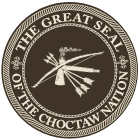 THE GREAT SEAL
OF THE CHOCTAW NATION